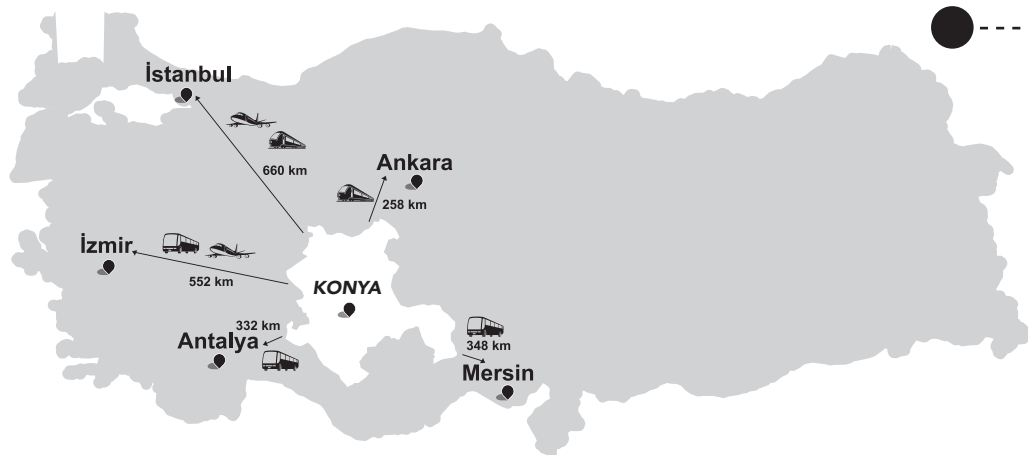 İstanbul
660 km
Ankara
258 km
İzmir
552 km
KONYA
332 km
Antalya
348 km
Mersin